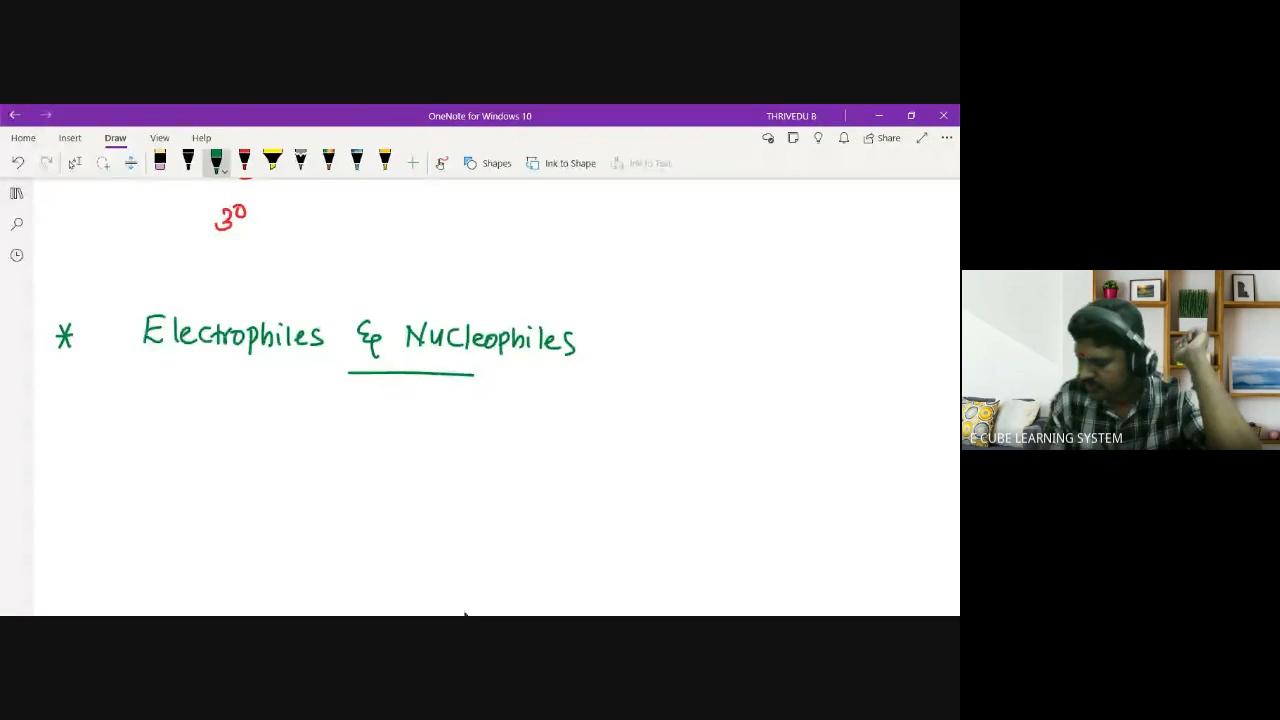 OneNote for Windows 10
THRIVEDU B
Home Insert Draw View Help
Share
Shapes Ink to Shape Ink to Text
3°
* Electrophiles & Nucleophiles
E CUBE LEARNING SYSTEM